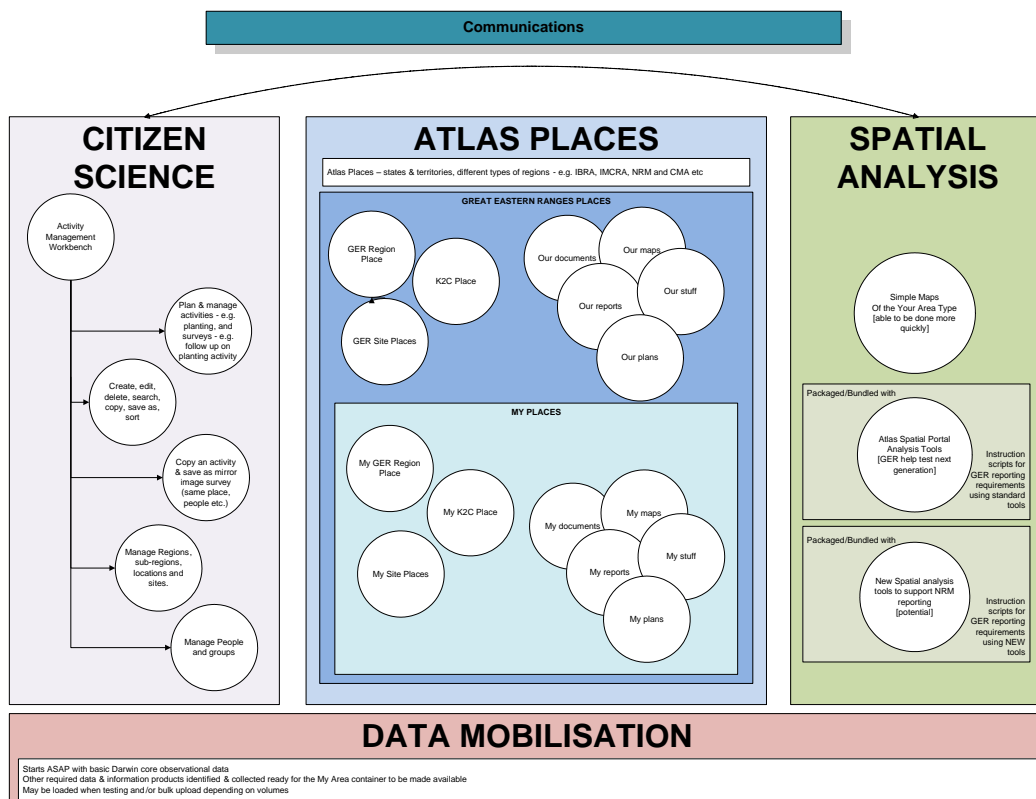 Communications
CITIZEN
SCIENCE
Activity
Management
Workbench
Plan & manage
activities - e.g.
planting, and
surveys - e.g.
follow up on
planting activity
Create, edit,
delete, search,
copy, save as,
sort
Copy an activity
& save as mirror
image survey
(same place,
people etc.)
Manage Regions,
sub-regions,
locations and
sites.
Manage People
and groups
ATLAS PLACES
Atlas Places – states & territories, different types of regions - e.g. IBRA, IMCRA, NRM and CMA etc
GREAT EASTERN RANGES PLACES
GER Region
Place
K2C Place
GER Site Places
Our documents
Our maps
Our stuff
Our reports
Our plans
MY PLACES
My GER Region
Place
My K2C Place
My Site Places
My documents
My maps
My stuff
My reports
My plans
SPATIAL
ANALYSIS
Simple Maps
Of the Your Area Type
[able to be done more
quickly]
Packaged/Bundled with
Atlas Spatial Portal
Analysis Tools
[GER help test next
generation]
Instruction
scripts for
GER reporting
requirements
using standard
tools
Packaged/Bundled with
New Spatial analysis
tools to support NRM
reporting
[potential]
Instruction
scripts for
GER reporting
requirements
using NEW
tools
DATA MOBILISATION
Starts ASAP with basic Darwin core observational data
Other required data & information products identified & collected ready for the My Area container to be made available
May be loaded when testing and/or bulk upload depending on volumes